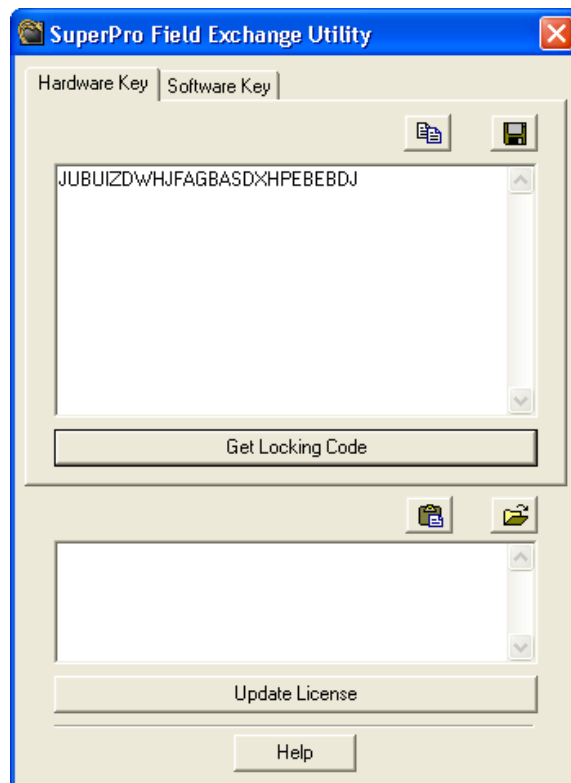 SuperPro Field Exchange Utility
Hardware Key
Software Key
JUBUIZDWHJFAGBASDXHPEBEBDJ
Get Locking Code
Update License
Help